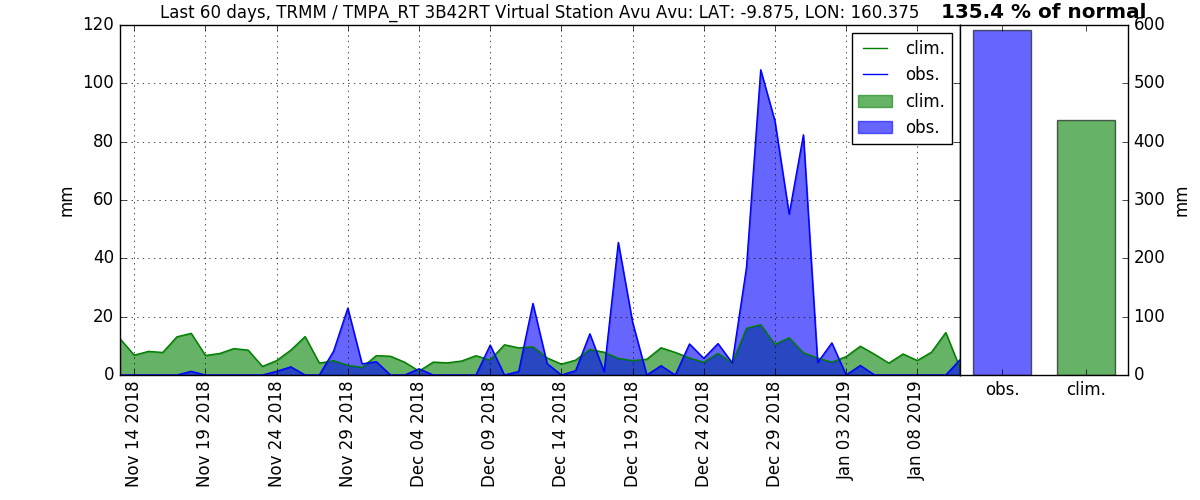 Last 60 days, TRMM / TMPA_RT 3B42RT Virtual Station Avu Avu: LAT: -9.875, LON: 160.375
135.4 % of normal
120
100
80
60
40
20
0
mm
clim.
obs.
clim.
obs.
600
500
400
300
200
100
0
mm
Nov 14 2018
Nov 19 2018
Nov 24 2018
Nov 29 2018
Dec 04 2018
Dec 09 2018
Dec 14 2018
Dec 19 2018
Dec 24 2018
Dec 29 2018
Jan 03 2019
Jan 08 2019
obs.
clim.